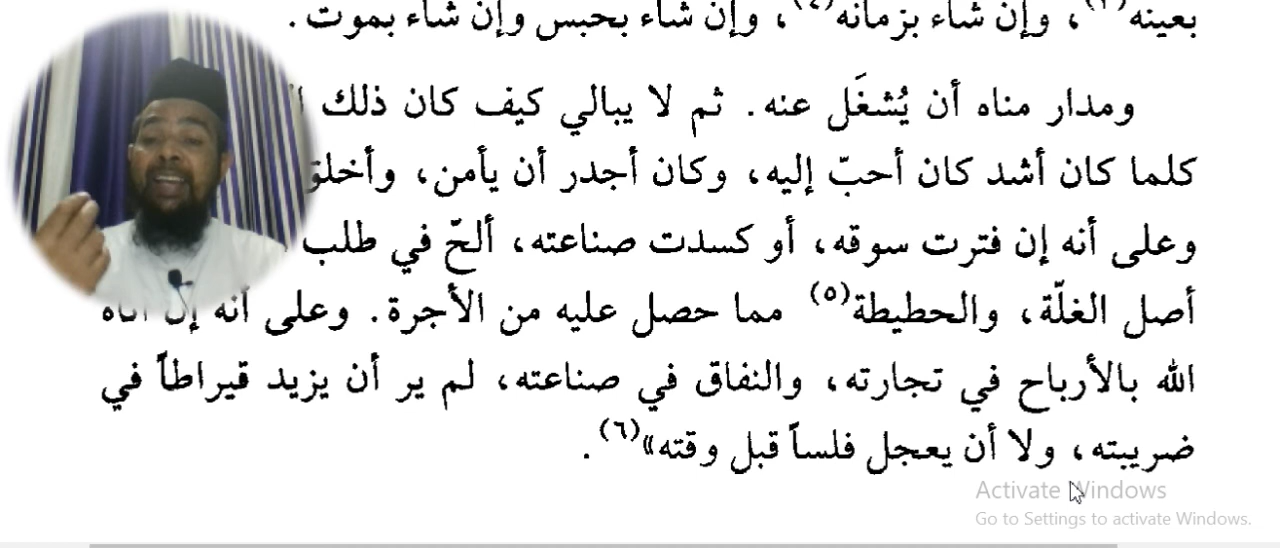 بعينه(٣)، وإن شاء بزمانه(٤)، وإن شاء بحبس وإن شاء بموت.
ومدار مناه أن يُشغَل عنه. ثم لا يبالي كيف كان ذلك
كلما كان أشد كان أحبّ إليه، وكان أجدر أن يأمن،
وعلى أنه إن فترت سوقه، أو كسدت صناعته، ألحّ في طلب
أصل الغلّة، والحطيطة(٥) مما حصل عليه من الأجرة. وعلى أنه إن
الله بالأرباح في تجارته، والنفاق في صناعته، لم ير أن يزيد قيراطاً في
ضريبته، ولا أن يعجل فلساً قبل وقته»(٦).
Activate Windows
Go to Settings to activate Windows.